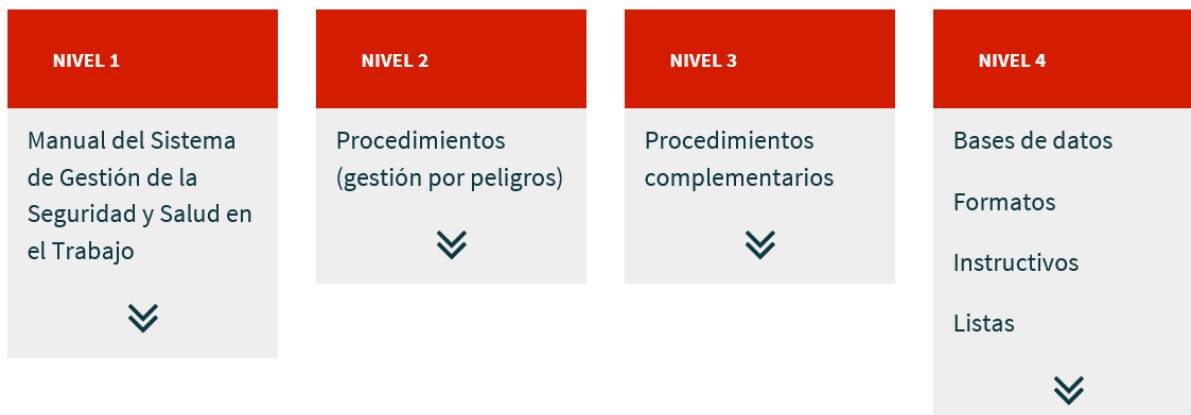 NIVEL 1
Manual del Sistema
de Gestión de la
Seguridad y Salud en
el Trabajo
NIVEL 2
Procedimientos
(gestión por peligros)
NIVEL 3
Procedimientos
complementarios
NIVEL 4
Bases de datos
Formatos
Instructivos
Listas